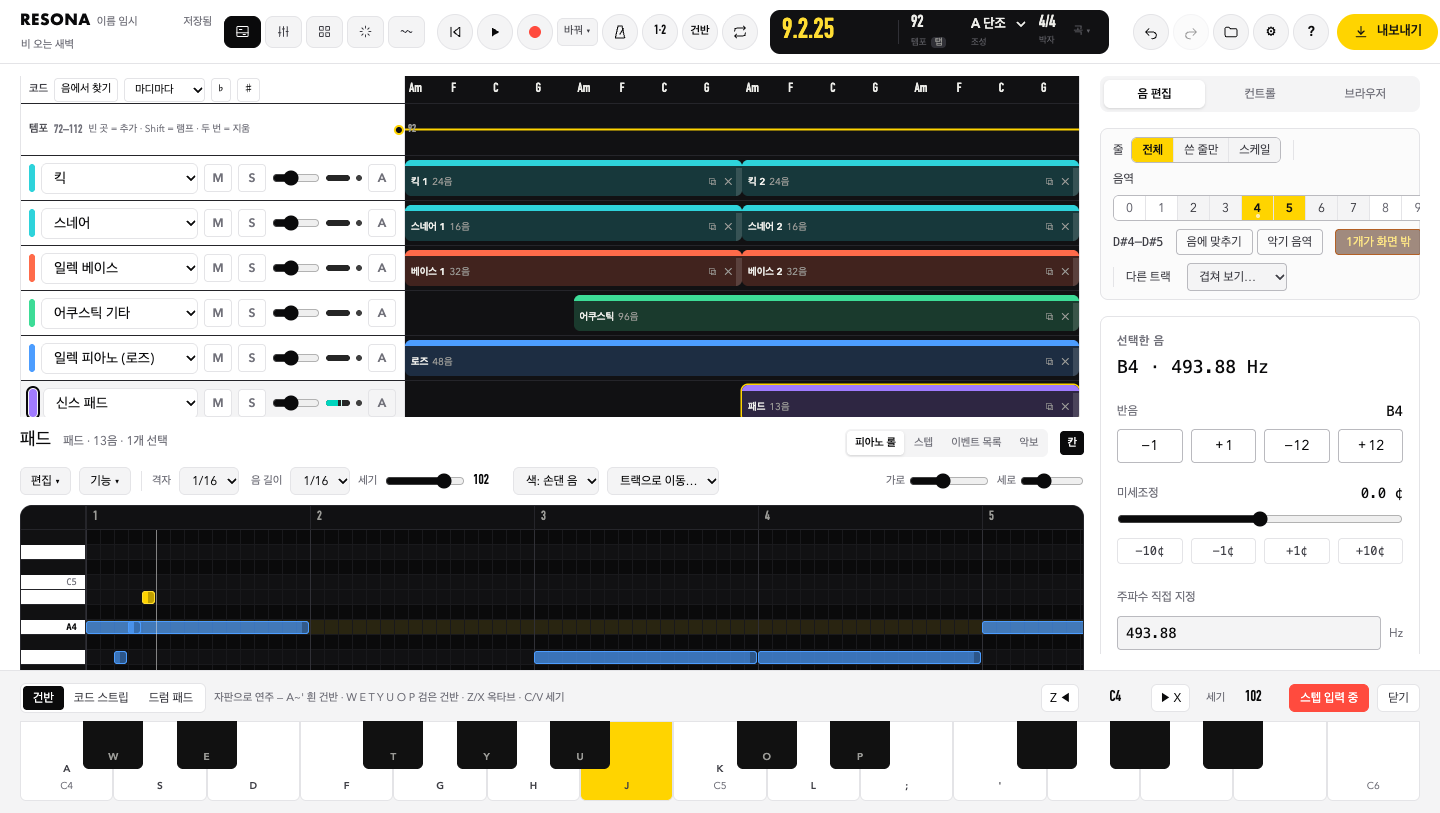 RESONA 이름 임시 저장됨
비 오는 새벽
바꿔 ▾
1·2
건반
9.2.25
92
템포 탭
A 단조
조성
4/4
박자
곡 ▾
?
내보내기
코드 음에서 찾기 마디마다 ♭ #
Am F C G Am F C G Am F C G Am F C G
템포 72–112 빈 곳 = 추가 · Shift = 램프 · 두 번 = 지움
92
킥 M S A
킥 1 24음
킥 2 24음
스네어 M S A
스네어 1 16음
스네어 2 16음
일렉 베이스 M S A
베이스 1 32음
베이스 2 32음
어쿠스틱 기타 M S A
어쿠스틱 96음
일렉 피아노 (로즈) M S A
로즈 48음
신스 패드 M S A
패드 13음
패드 패드 · 13음 · 1개 선택
피아노 롤 스텝 이벤트 목록 악보 칸
편집 ▾ 기능 ▾ 격자 1/16 음 길이 1/16 세기 102 색: 손댄 음 트랙으로 이동… 가로 세로
1 2 3 4 5
C5
A4
음 편집 컨트롤 브라우저
줄 전체 쓴 줄만 스케일
음역
0 1 2 3 4 5 6 7 8 9
D#4–D#5 음에 맞추기 악기 음역 1개가 화면 밖
다른 트랙 겹쳐 보기…
선택한 음
B4 · 493.88 Hz
반음 B4
−1 +1 −12 +12
미세조정 0.0 ¢
−10¢ −1¢ +1¢ +10¢
주파수 직접 지정
493.88 Hz
건반 코드 스트립 드럼 패드 자판으로 연주 — A~' 흰 건반 · W E T Y U O P 검은 건반 · Z/X 옥타브 · C/V 세기
Z ◀ C4 ▶ X 세기 102 스텝 입력 중 닫기
W E T Y U O P
A S D F G H J K L ; '
C4 C5 C6